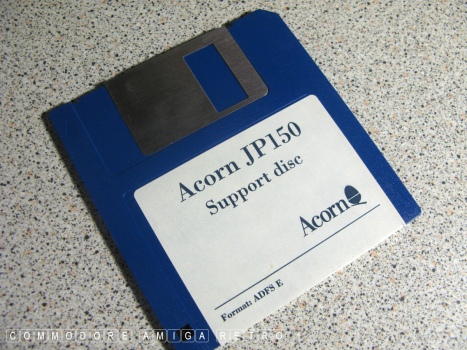 Acorn JP150
Support disc
Acorn
Format: ADFS E
COMMODORE AMIGA RETRO